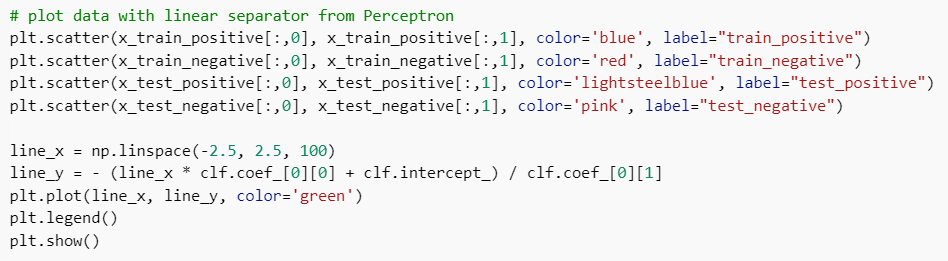 # plot data with linear separator from Perceptron
plt.scatter(x_train_positive[:,0], x_train_positive[:,1], color='blue', label="train_positive")
plt.scatter(x_train_negative[:,0], x_train_negative[:,1], color='red', label="train_negative")
plt.scatter(x_test_positive[:,0], x_test_positive[:,1], color='lightsteelblue', label="test_positive")
plt.scatter(x_test_negative[:,0], x_test_negative[:,1], color='pink', label="test_negative")
line_x = np.linspace(-2.5, 2.5, 100)
line_y = - (line_x * clf.coef_[0][0] + clf.intercept_) / clf.coef_[0][1]
plt.plot(line_x, line_y, color='green')
plt.legend()
plt.show()